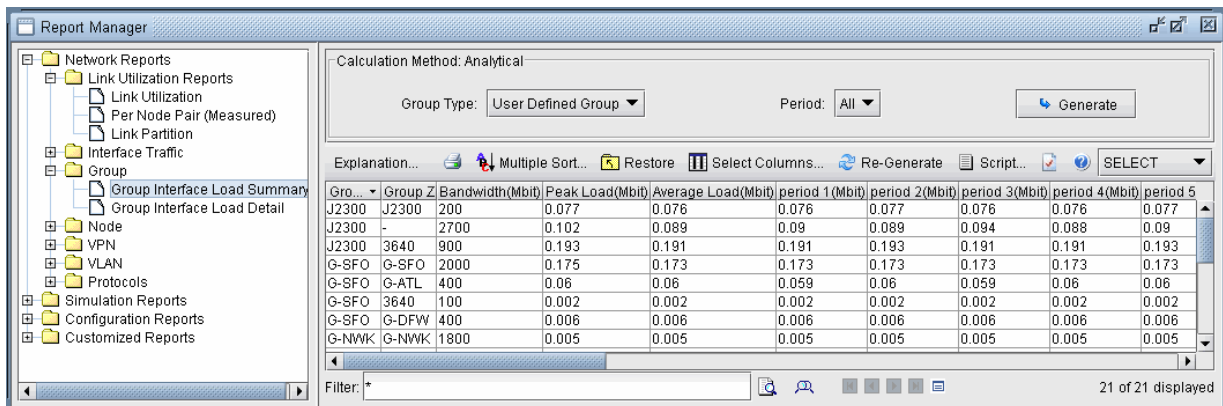 Report Manager
Network Reports
Link Utilization Reports
Link Utilization
Per Node Pair (Measured)
Link Partition
Interface Traffic
Group
Group Interface Load Summary
Group Interface Load Detail
Node
VPN
VLAN
Protocols
Simulation Reports
Configuration Reports
Customized Reports
Calculation Method: Analytical
Group Type: User Defined Group Period: All Generate
Explanation... Multiple Sort... Restore Select Columns... Re-Generate Script... SELECT
Gro... Group Z Bandwidth(Mbit) Peak Load(Mbit) Average Load(Mbit) period 1(Mbit) period 2(Mbit) period 3(Mbit) period 4(Mbit) period 5
J2300 J2300 200 0.077 0.076 0.076 0.077 0.076 0.076 0.077
J2300 - 2700 0.102 0.089 0.09 0.089 0.094 0.088 0.09
J2300 3640 900 0.193 0.191 0.191 0.193 0.191 0.191 0.193
G-SFO G-SFO 2000 0.175 0.173 0.173 0.173 0.173 0.173 0.173
G-SFO G-ATL 400 0.06 0.06 0.059 0.06 0.059 0.06 0.06
G-SFO 3640 100 0.002 0.002 0.002 0.002 0.002 0.002 0.002
G-SFO G-DFW 400 0.006 0.006 0.006 0.006 0.006 0.006 0.006
G-NWK G-NWK 1800 0.005 0.005 0.005 0.005 0.005 0.005 0.005
Filter: * 21 of 21 displayed